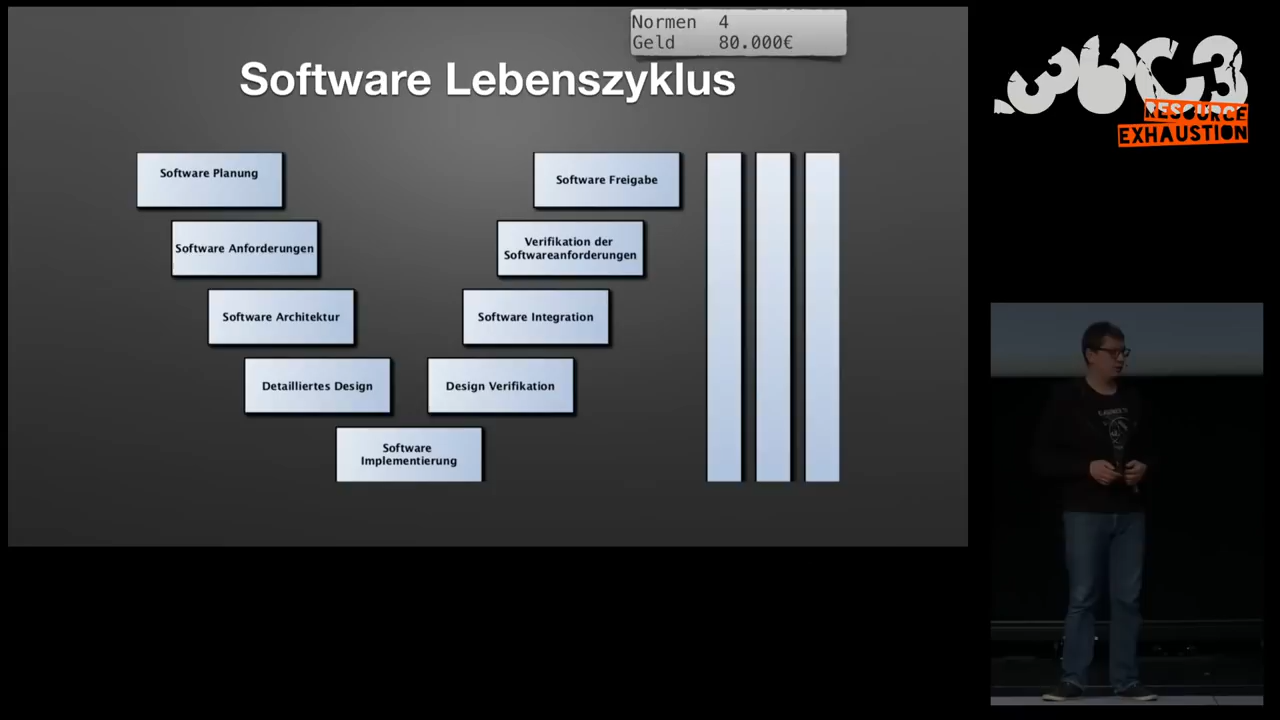 Normen 4
Geld 80.000€
Software Lebenszyklus
Software Planung
Software Freigabe
Software Anforderungen
Verifikation der
Softwareanforderungen
Software Architektur
Software Integration
Detailliertes Design
Design Verifikation
Software
Implementierung
RESOURCE
EXHAUSTION